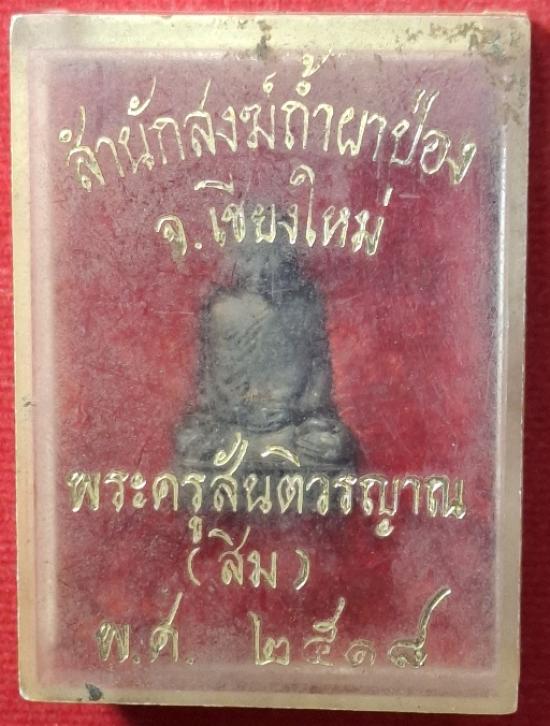 สำนักสงฆ์ถ้ำผาปล่อง
จ.เชียงใหม่
พระครูสันติวรญาณ
(สิม)
พ.ศ. ๒๕๑๘